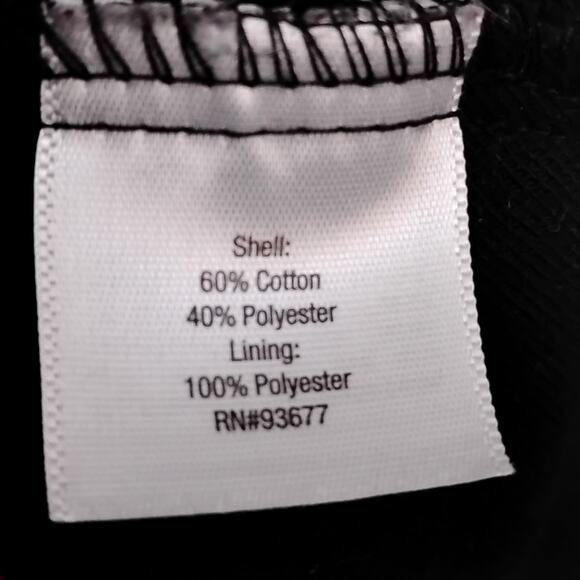 Shell:
60% Cotton
40% Polyester
Lining:
100% Polyester
RN#93677